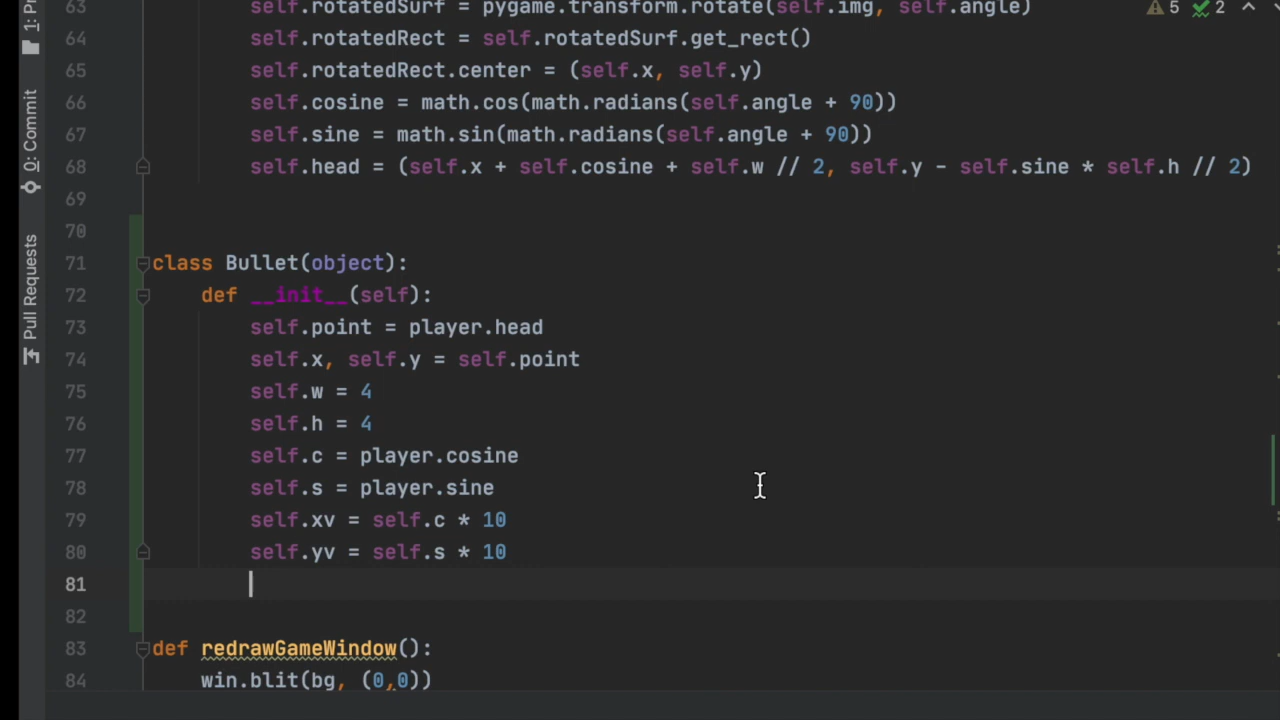 1: Pr
0: Commit
Pull Requests
5 2
63 self.rotatedSurf = pygame.transform.rotate(self.img, self.angle)
64 self.rotatedRect = self.rotatedSurf.get_rect()
65 self.rotatedRect.center = (self.x, self.y)
66 self.cosine = math.cos(math.radians(self.angle + 90))
67 self.sine = math.sin(math.radians(self.angle + 90))
68 self.head = (self.x + self.cosine + self.w // 2, self.y - self.sine * self.h // 2)
69
70
71 class Bullet(object):
72 def __init__(self):
73 self.point = player.head
74 self.x, self.y = self.point
75 self.w = 4
76 self.h = 4
77 self.c = player.cosine
78 self.s = player.sine
79 self.xv = self.c * 10
80 self.yv = self.s * 10
81
82
83 def redrawGameWindow():
84 win.blit(bg, (0,0))